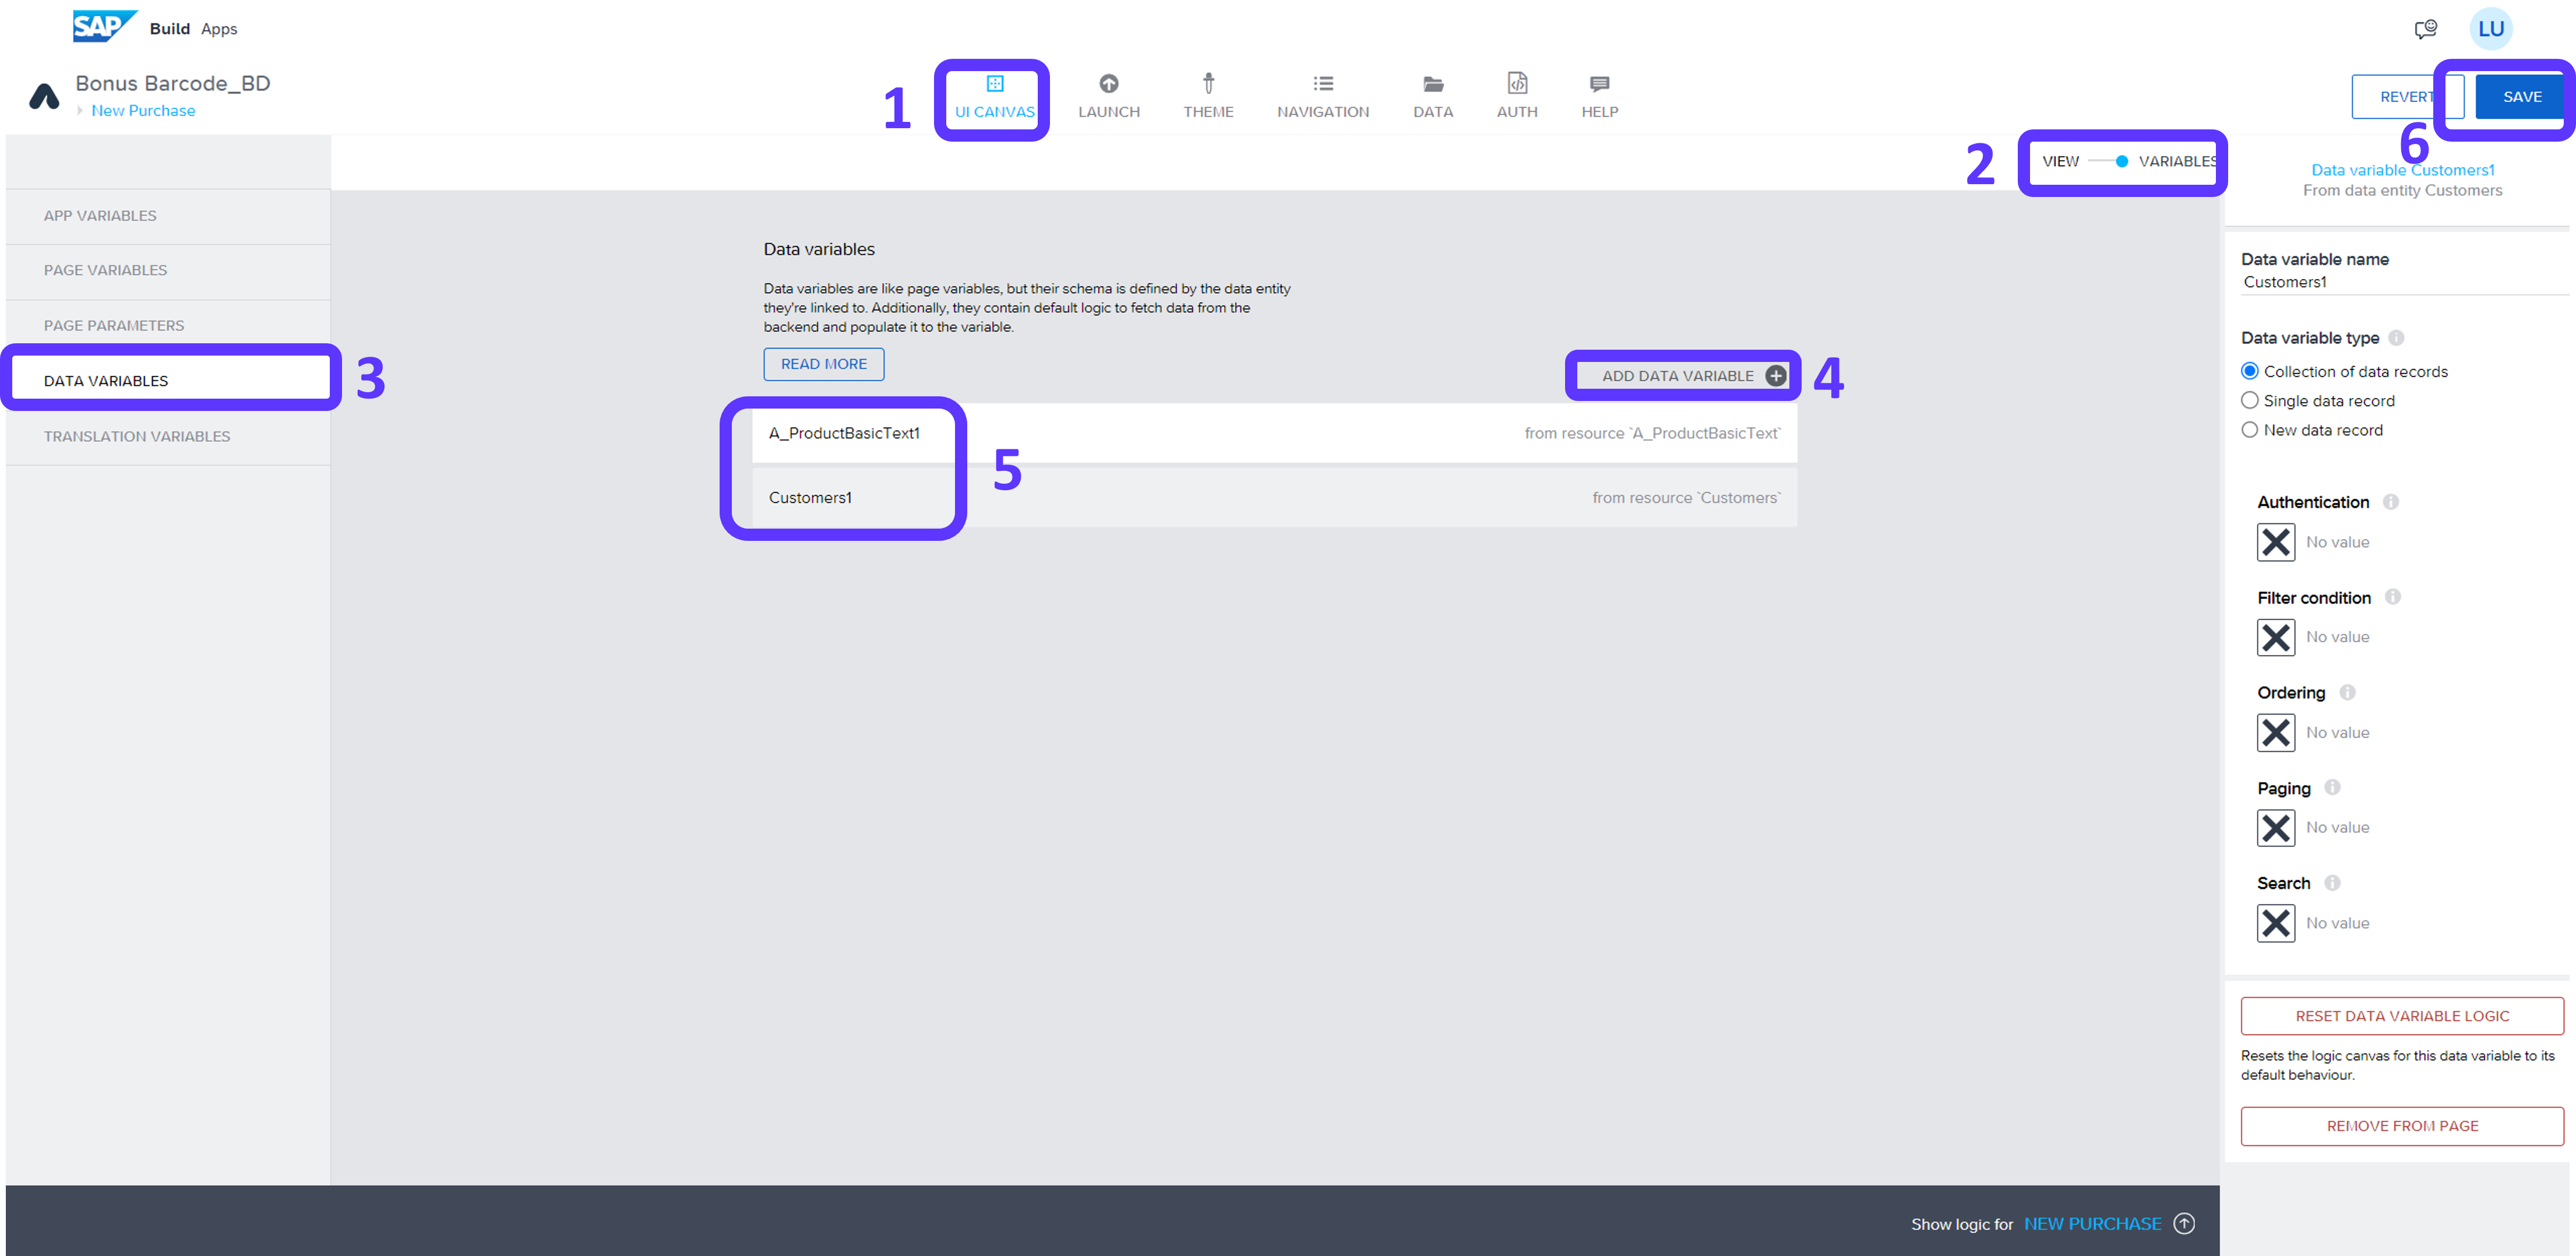 SAP Build Apps
LU
Bonus Barcode_BD
New Purchase
1
UI CANVAS
LAUNCH
THEME
NAVIGATION
DATA
AUTH
HELP
REVERT
SAVE
6
2
VIEW
VARIABLES
Data variable Customers1
From data entity Customers
APP VARIABLES
PAGE VARIABLES
PAGE PARAMETERS
DATA VARIABLES
3
TRANSLATION VARIABLES
Data variables
Data variables are like page variables, but their schema is defined by the data entity
they're linked to. Additionally, they contain default logic to fetch data from the
backend and populate it to the variable.
READ MORE
ADD DATA VARIABLE
4
A_ProductBasicText1
from resource `A_ProductBasicText`
5
Customers1
from resource `Customers`
Data variable name
Customers1
Data variable type
Collection of data records
Single data record
New data record
Authentication
No value
Filter condition
No value
Ordering
No value
Paging
No value
Search
No value
RESET DATA VARIABLE LOGIC
Resets the logic canvas for this data variable to its
default behaviour.
REMOVE FROM PAGE
Show logic for NEW PURCHASE